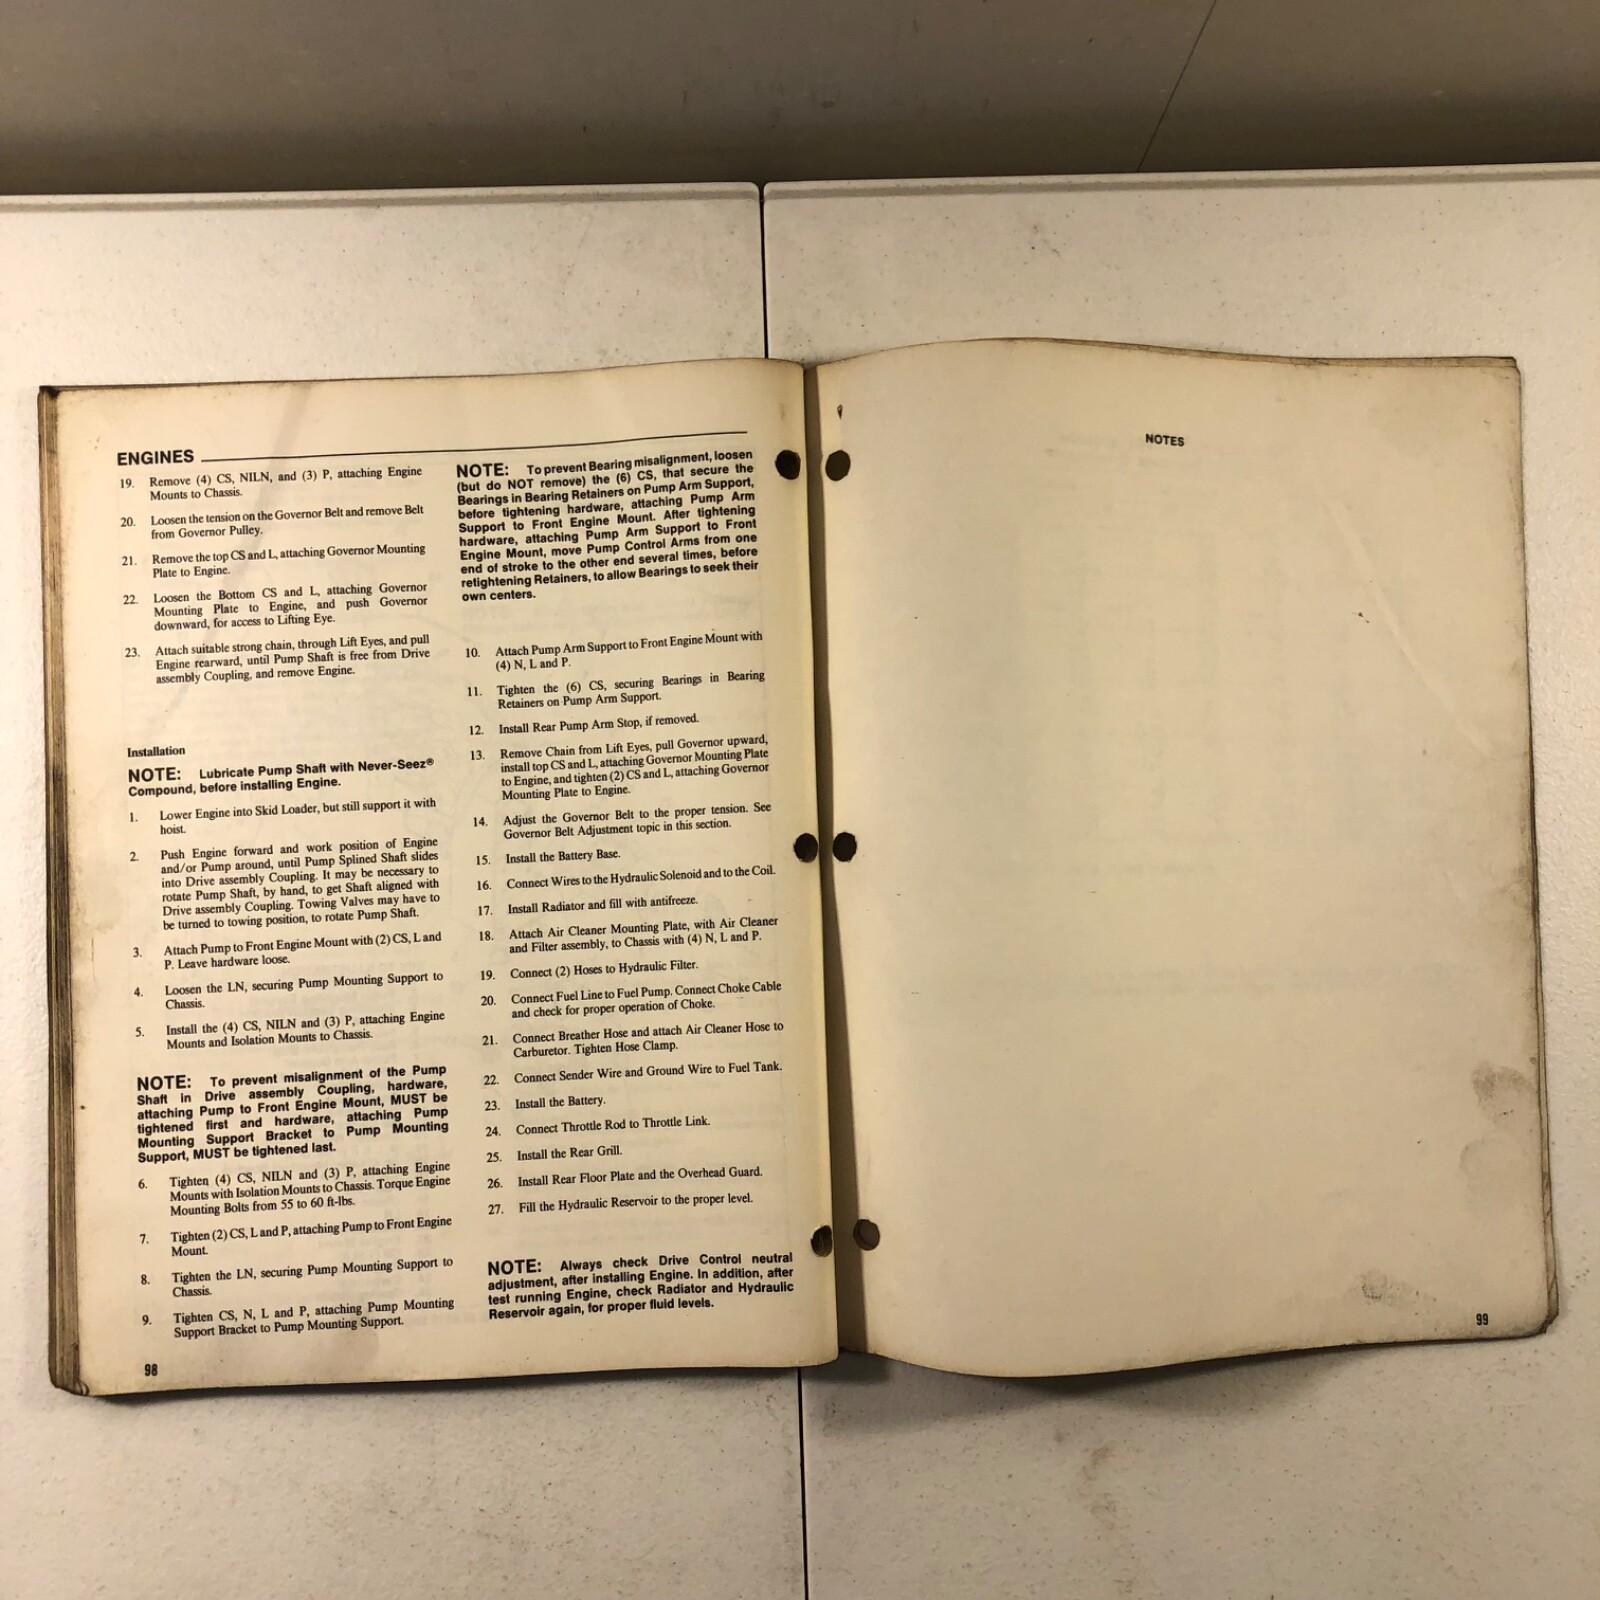 ENGINES
19. Remove (4) CS, NILN, and (3) P, attaching Engine
Mounts to Chassis.
20. Loosen the tension on the Governor Belt and remove Belt
from Governor Pulley.
21. Remove the top CS and L, attaching Governor Mounting
Plate to Engine.
22. Loosen the Bottom CS and L, attaching Governor
Mounting Plate to Engine, and push Governor
downward, for access to Lifting Eye.
23. Attach suitable strong chain, through Lift Eyes, and pull
Engine rearward, until Pump Shaft is free from Drive
assembly Coupling, and remove Engine.
Installation
NOTE: Lubricate Pump Shaft with Never-Seez®
Compound, before installing Engine.
1. Lower Engine into Skid Loader, but still support it with
hoist.
2. Push Engine forward and work position of Engine
and/or Pump around, until Pump Splined Shaft slides
into Drive assembly Coupling. It may be necessary to
rotate Pump Shaft, by hand, to get Shaft aligned with
Drive assembly Coupling. Towing Valves may have to
be turned to towing position, to rotate Pump Shaft.
3. Attach Pump to Front Engine Mount with (2) CS, L and
P. Leave hardware loose.
4. Loosen the LN, securing Pump Mounting Support to
Chassis.
5. Install the (4) CS, NILN and (3) P, attaching Engine
Mounts and Isolation Mounts to Chassis.
NOTE: To prevent misalignment of the Pump
Shaft in Drive assembly Coupling, hardware,
attaching Pump to Front Engine Mount, MUST be
tightened first and hardware, attaching Pump
Mounting Support Bracket to Pump Mounting
Support, MUST be tightened last.
6. Tighten (4) CS, NILN and (3) P, attaching Engine
Mounts with Isolation Mounts to Chassis. Torque Engine
Mounting Bolts from 55 to 60 ft-lbs.
7. Tighten (2) CS, L and P, attaching Pump to Front Engine
Mount.
8. Tighten the LN, securing Pump Mounting Support to
Chassis.
9. Tighten CS, N, L and P, attaching Pump Mounting
Support Bracket to Pump Mounting Support.
98
NOTE: To prevent Bearing misalignment, loosen
(but do NOT remove) the (6) CS, that secure the
Bearings in Bearing Retainers on Pump Arm Support,
before tightening hardware, attaching Pump Arm
Support to Front Engine Mount. After tightening
hardware, attaching Pump Arm Support to Front
Engine Mount, move Pump Control Arms from one
end of stroke to the other end several times, before
retightening Retainers, to allow Bearings to seek their
own centers.
10. Attach Pump Arm Support to Front Engine Mount with
(4) N, L and P.
11. Tighten the (6) CS, securing Bearings in Bearing
Retainers on Pump Arm Support.
12. Install Rear Pump Arm Stop, if removed.
13. Remove Chain from Lift Eyes, pull Governor upward,
install top CS and L, attaching Governor Mounting Plate
to Engine, and tighten (2) CS and L, attaching Governor
Mounting Plate to Engine.
14. Adjust the Governor Belt to the proper tension. See
Governor Belt Adjustment topic in this section.
15. Install the Battery Base.
16. Connect Wires to the Hydraulic Solenoid and to the Coil.
17. Install Radiator and fill with antifreeze.
18. Attach Air Cleaner Mounting Plate, with Air Cleaner
and Filter assembly, to Chassis with (4) N, L and P.
19. Connect (2) Hoses to Hydraulic Filter.
20. Connect Fuel Line to Fuel Pump. Connect Choke Cable
and check for proper operation of Choke.
21. Connect Breather Hose and attach Air Cleaner Hose to
Carburetor. Tighten Hose Clamp.
22. Connect Sender Wire and Ground Wire to Fuel Tank.
23. Install the Battery.
24. Connect Throttle Rod to Throttle Link.
25. Install the Rear Grill.
26. Install Rear Floor Plate and the Overhead Guard.
27. Fill the Hydraulic Reservoir to the proper level.
NOTE: Always check Drive Control neutral
adjustment, after installing Engine. In addition, after
test running Engine, check Radiator and Hydraulic
Reservoir again, for proper fluid levels.
NOTES
99